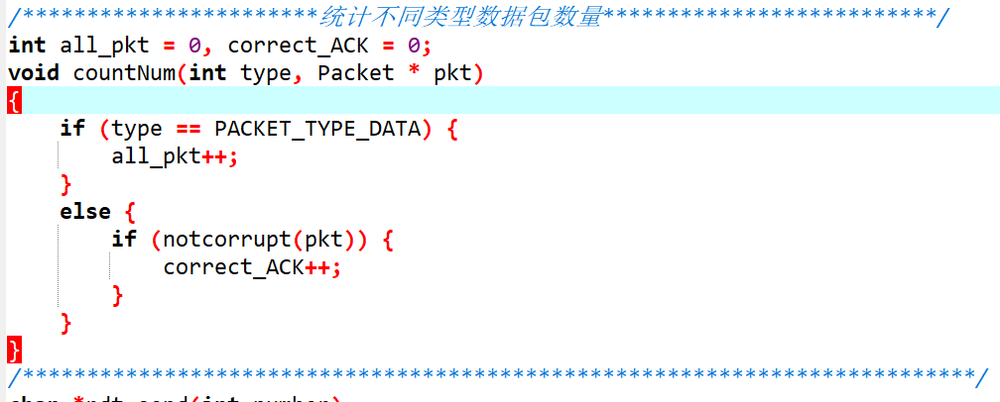 /***********************统计不同类型数据包数量**************************/
int all_pkt = 0, correct_ACK = 0;
void countNum(int type, Packet * pkt)
{
    if (type == PACKET_TYPE_DATA) {
        all_pkt++;
    }
    else {
        if (notcorrupt(pkt)) {
            correct_ACK++;
        }
    }
}
/**************************************************************************/
char *pdt_send(int number)